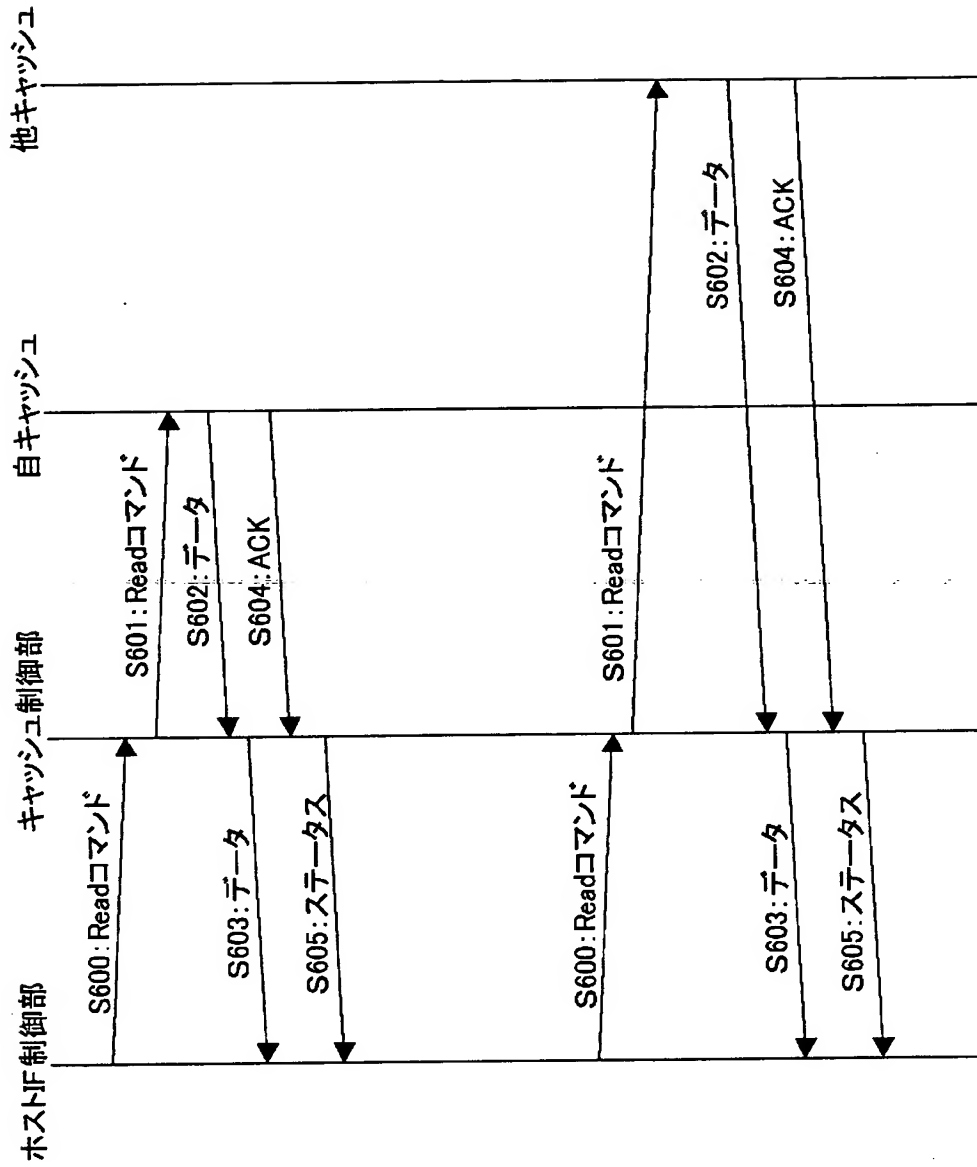 ホストIF制御部
キャッシュ制御部
自キャッシュ
他キャッシュ
S600:Readコマンド
S601:Readコマンド
S602:データ
S603:データ
S604:ACK
S605:ステータス
S600:Readコマンド
S601:Readコマンド
S602:データ
S603:データ
S604:ACK
S605:ステータス